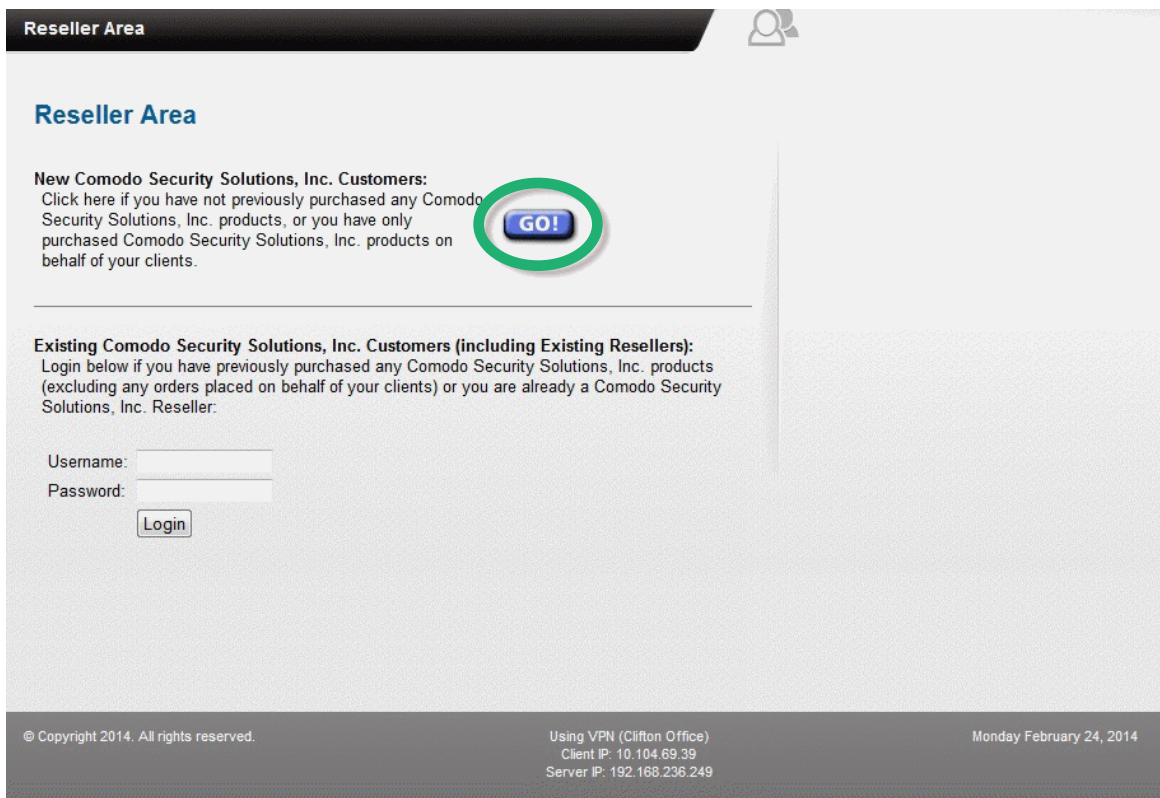 Reseller Area
Reseller Area
New Comodo Security Solutions, Inc. Customers:
Click here if you have not previously purchased any Comodo
Security Solutions, Inc. products, or you have only
purchased Comodo Security Solutions, Inc. products on
behalf of your clients.
GO!
Existing Comodo Security Solutions, Inc. Customers (including Existing Resellers):
Login below if you have previously purchased any Comodo Security Solutions, Inc. products
(excluding any orders placed on behalf of your clients) or you are already a Comodo Security
Solutions, Inc. Reseller:
Username:
Password:
Login
© Copyright 2014. All rights reserved.
Using VPN (Clifton Office)
Client IP: 10.104.69.39
Server IP: 192.168.236.249
Monday February 24, 2014